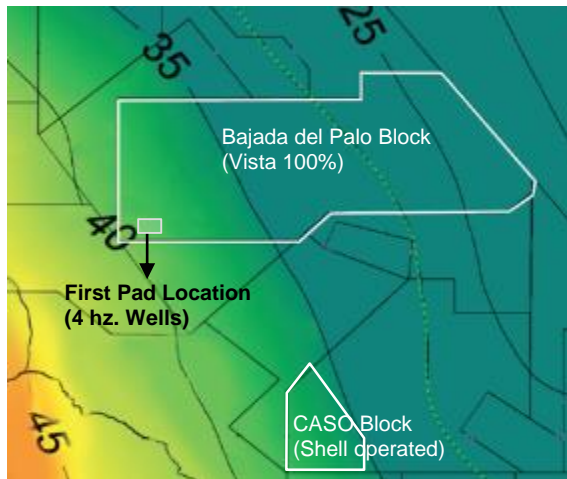 35
25
Bajada del Palo Block
(Vista 100%)
40
First Pad Location
(4 hz. Wells)
CASO Block
(Shell operated)
45